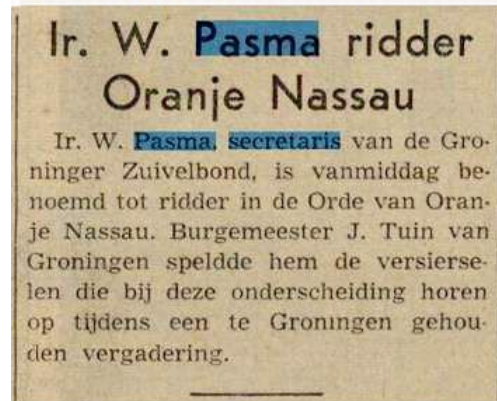 Ir. W. Pasma ridder
Oranje Nassau
Ir. W. Pasma, secretaris van de Gro-
ninger Zuivelbond, is vanmiddag be-
noemd tot ridder in de Orde van Oran-
je Nassau. Burgemeester J. Tuin van
Groningen speldde hem de versierse-
len die bij deze onderscheiding horen
op tijdens een te Groningen gehou-
den vergadering.